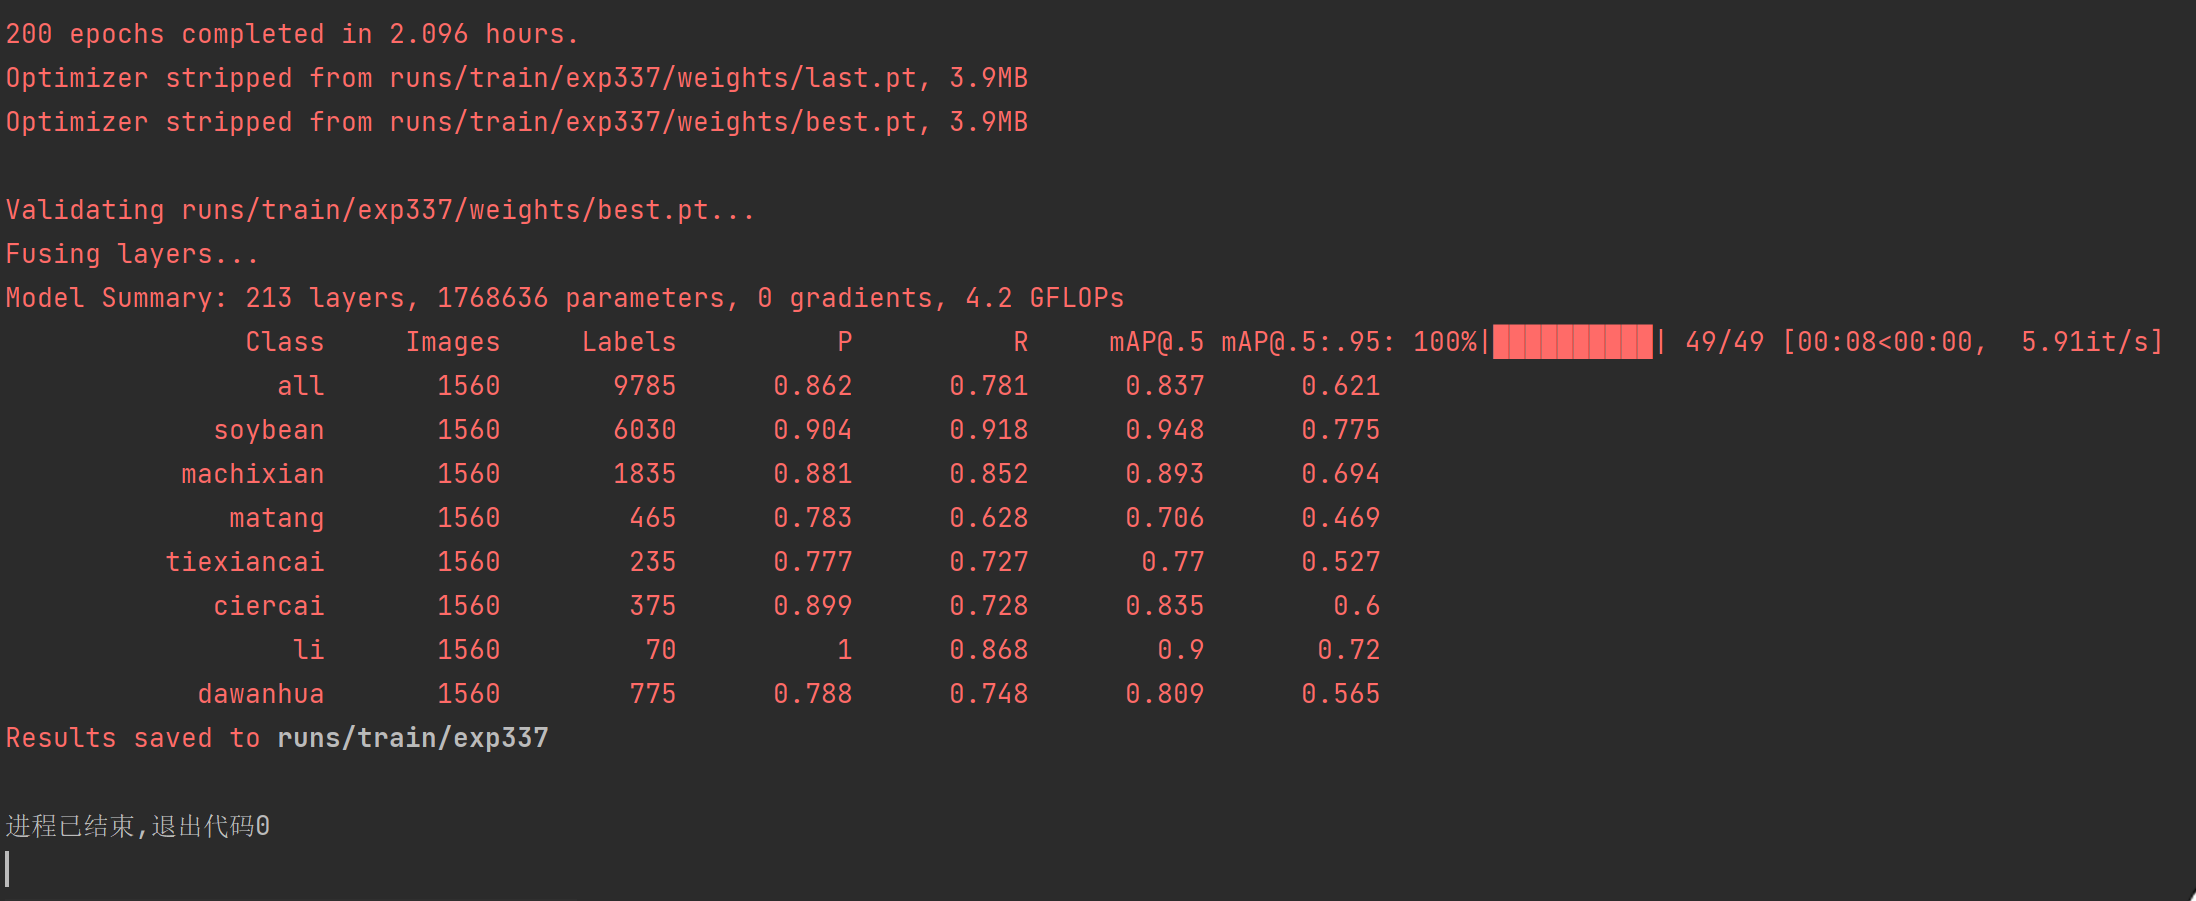 200 epochs completed in 2.096 hours.
Optimizer stripped from runs/train/exp337/weights/last.pt, 3.9MB
Optimizer stripped from runs/train/exp337/weights/best.pt, 3.9MB
Validating runs/train/exp337/weights/best.pt...
Fusing layers...
Model Summary: 213 layers, 1768636 parameters, 0 gradients, 4.2 GFLOPs
Class Images Labels P R mAP@.5 mAP@.5:.95: 100%|██████████| 49/49 [00:08<00:00, 5.91it/s]
all 1560 9785 0.862 0.781 0.837 0.621
soybean 1560 6030 0.904 0.918 0.948 0.775
machixian 1560 1835 0.881 0.852 0.893 0.694
matang 1560 465 0.783 0.628 0.706 0.469
tiexiancai 1560 235 0.777 0.727 0.77 0.527
ciercai 1560 375 0.899 0.728 0.835 0.6
li 1560 70 1 0.868 0.9 0.72
dawanhua 1560 775 0.788 0.748 0.809 0.565
Results saved to runs/train/exp337
进程已结束,退出代码0